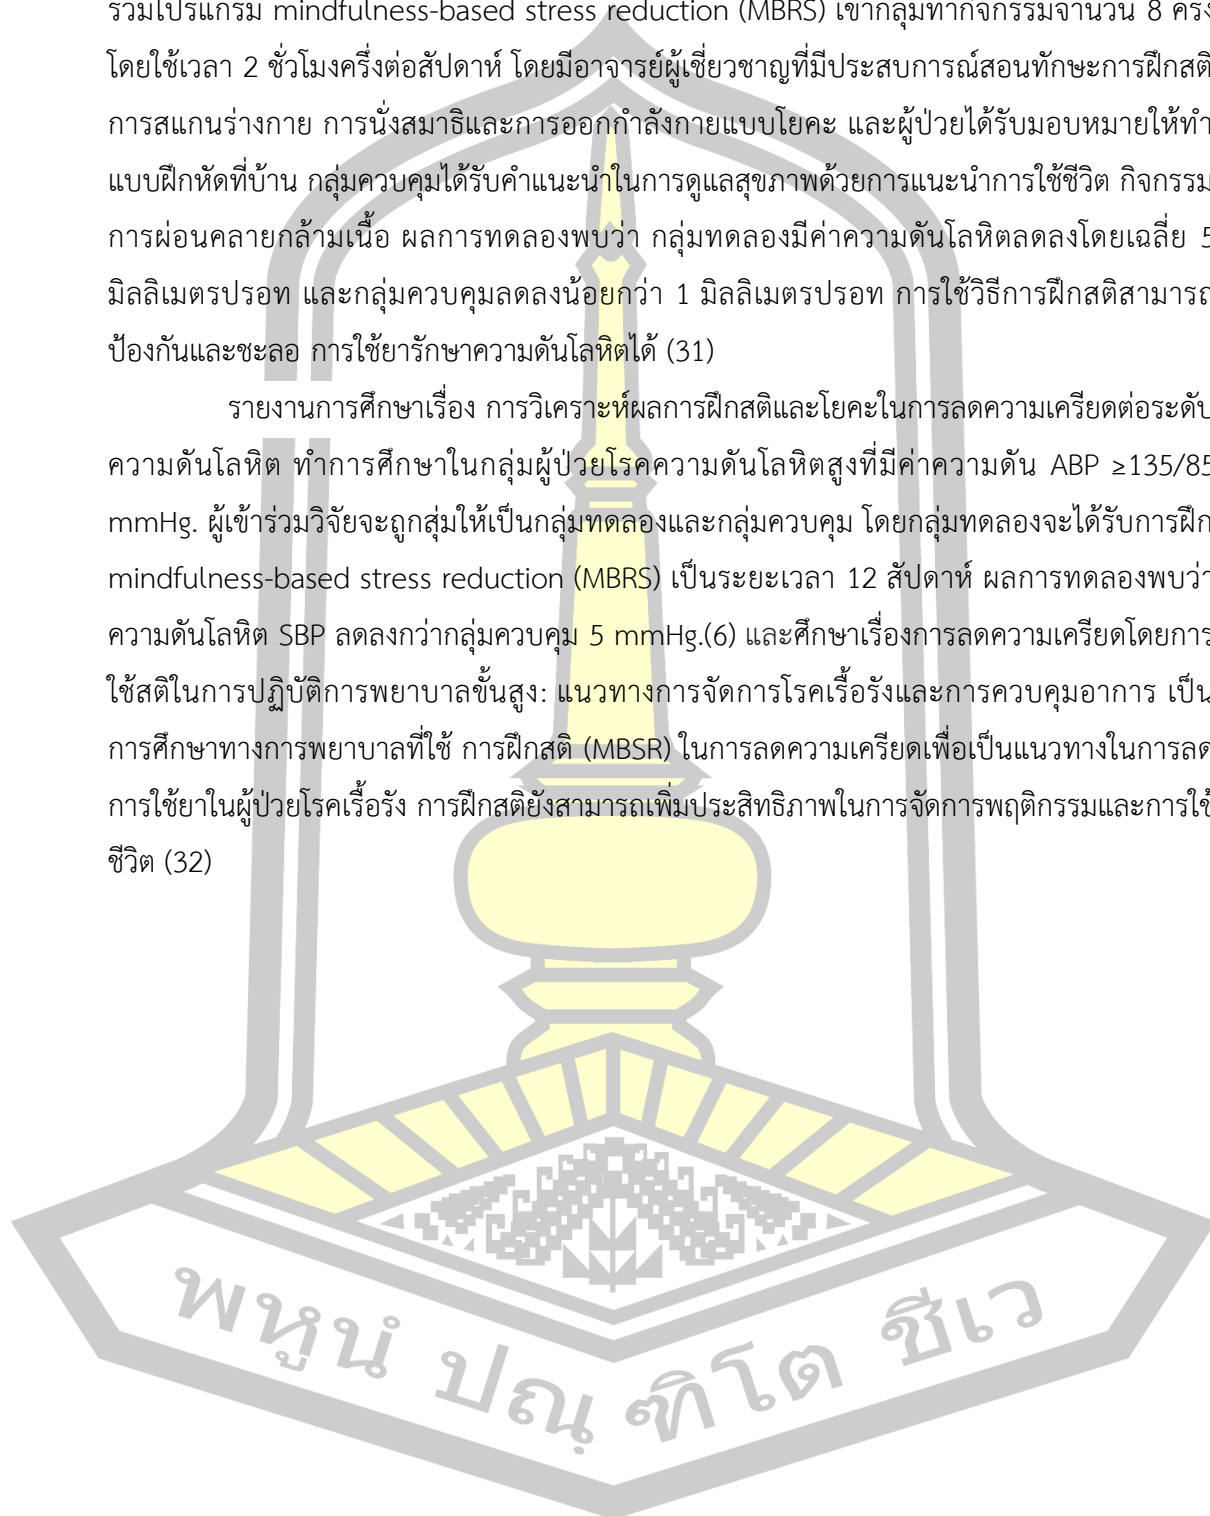 ร่วมโปรแกรม mindfulness-based stress reduction (MBRS) เข้ากลุ่มทำกิจกรรมจำนวน 8 ครั้ง
โดยใช้เวลา 2 ชั่วโมงครึ่งต่อสัปดาห์ โดยมีอาจารย์ผู้เชี่ยวชาญที่มีประสบการณ์สอนทักษะการฝึกสติ
การสแกนร่างกาย การนั่งสมาธิและการออกกำลังกายแบบโยคะ และผู้ป่วยได้รับมอบหมายให้ทำ
แบบฝึกหัดที่บ้าน กลุ่มควบคุมได้รับคำแนะนำในการดูแลสุขภาพด้วยการแนะนำการใช้ชีวิต กิจกรรม
การผ่อนคลายกล้ามเนื้อ ผลการทดลองพบว่า กลุ่มทดลองมีค่าความดันโลหิตลดลงโดยเฉลี่ย 5
มิลลิเมตรปรอท และกลุ่มควบคุมลดลงน้อยกว่า 1 มิลลิเมตรปรอท การใช้วิธีการฝึกสติสามารถ
ป้องกันและชะลอ การใช้ยารักษาความดันโลหิตได้ (31)
รายงานการศึกษาเรื่อง การวิเคราะห์ผลการฝึกสติและโยคะในการลดความเครียดต่อระดับ
ความดันโลหิต ทำการศึกษาในกลุ่มผู้ป่วยโรคความดันโลหิตสูงที่มีค่าความดัน ABP ≥135/85
mmHg. ผู้เข้าร่วมวิจัยจะถูกสุ่มให้เป็นกลุ่มทดลองและกลุ่มควบคุม โดยกลุ่มทดลองจะได้รับการฝึก
mindfulness-based stress reduction (MBRS) เป็นระยะเวลา 12 สัปดาห์ ผลการทดลองพบว่า
ความดันโลหิต SBP ลดลงกว่ากลุ่มควบคุม 5 mmHg.(6) และศึกษาเรื่องการลดความเครียดโดยการ
ใช้สติในการปฏิบัติการพยาบาลขั้นสูง: แนวทางการจัดการโรคเรื้อรังและการควบคุมอาการ เป็น
การศึกษาทางการพยาบาลที่ใช้ การฝึกสติ (MBSR) ในการลดความเครียดเพื่อเป็นแนวทางในการลด
การใช้ยาในผู้ป่วยโรคเรื้อรัง การฝึกสติยังสามารถเพิ่มประสิทธิภาพในการจัดการพฤติกรรมและการใช้
ชีวิต (32)
พหูนํ ปณฺฑิโต ชีเว